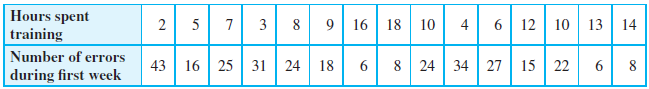 Hours spent
training 2 5 7 3 8 9 16 18 10 4 6 12 10 13 14
Number of errors
during first week 43 16 25 31 24 18 6 8 24 34 27 15 22 6 8